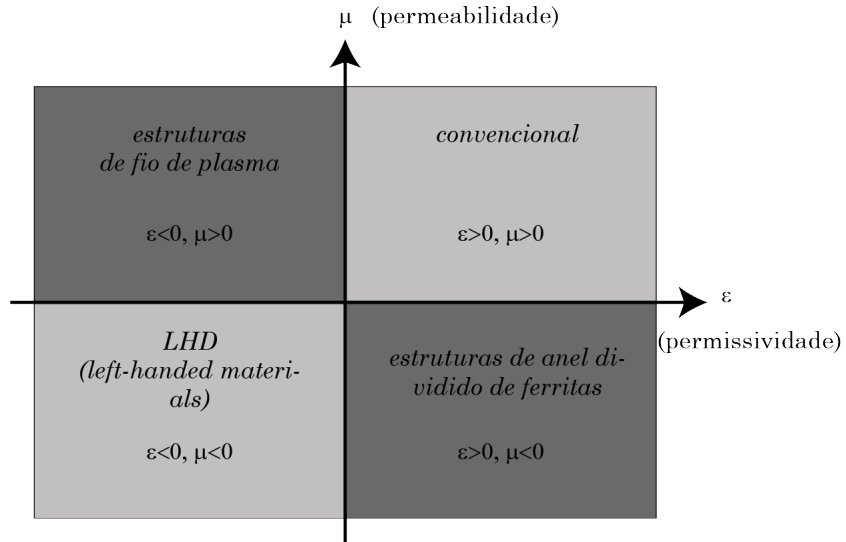 μ (permeabilidade)
estruturas
de fio de plasma
ε<0, μ>0
convencional
ε>0, μ>0
ε
(permissividade)
LHD
(left-handed materi-
als)
ε<0, μ<0
estruturas de anel di-
vidido de ferritas
ε>0, μ<0